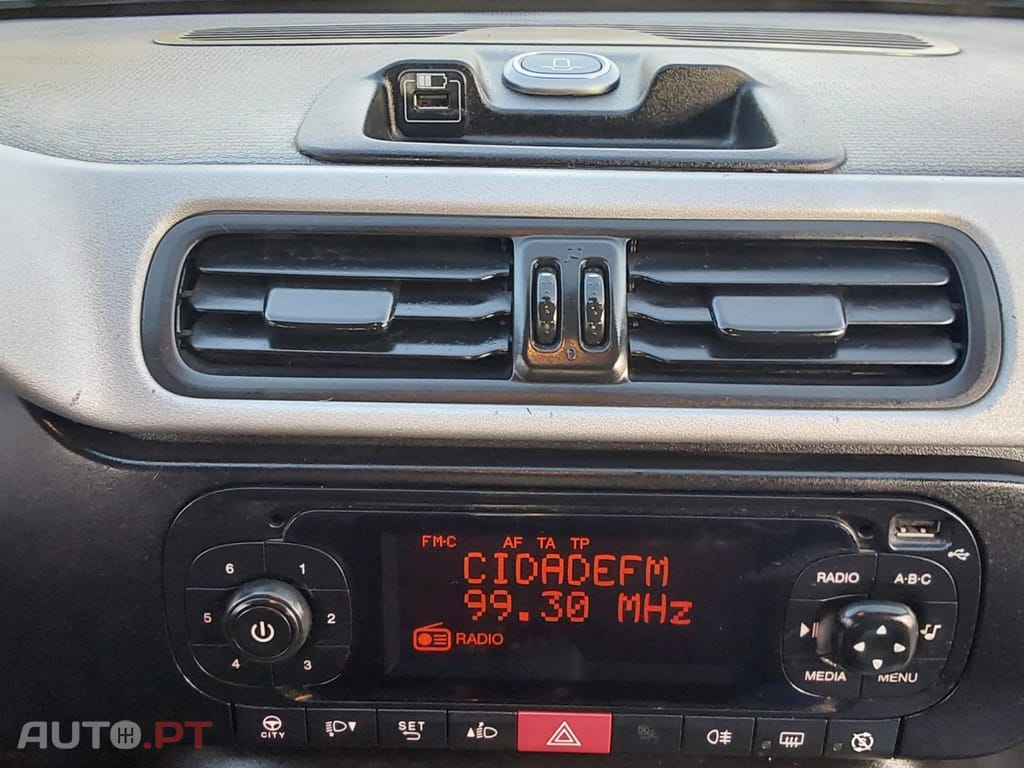 0
FM-C AF TA TP
CIDADEFM
99.30 MHz
RADIO
6 1
5 2
4 3
RADIO A·B·C
MEDIA MENU
CITY
SET
AUTO.PT